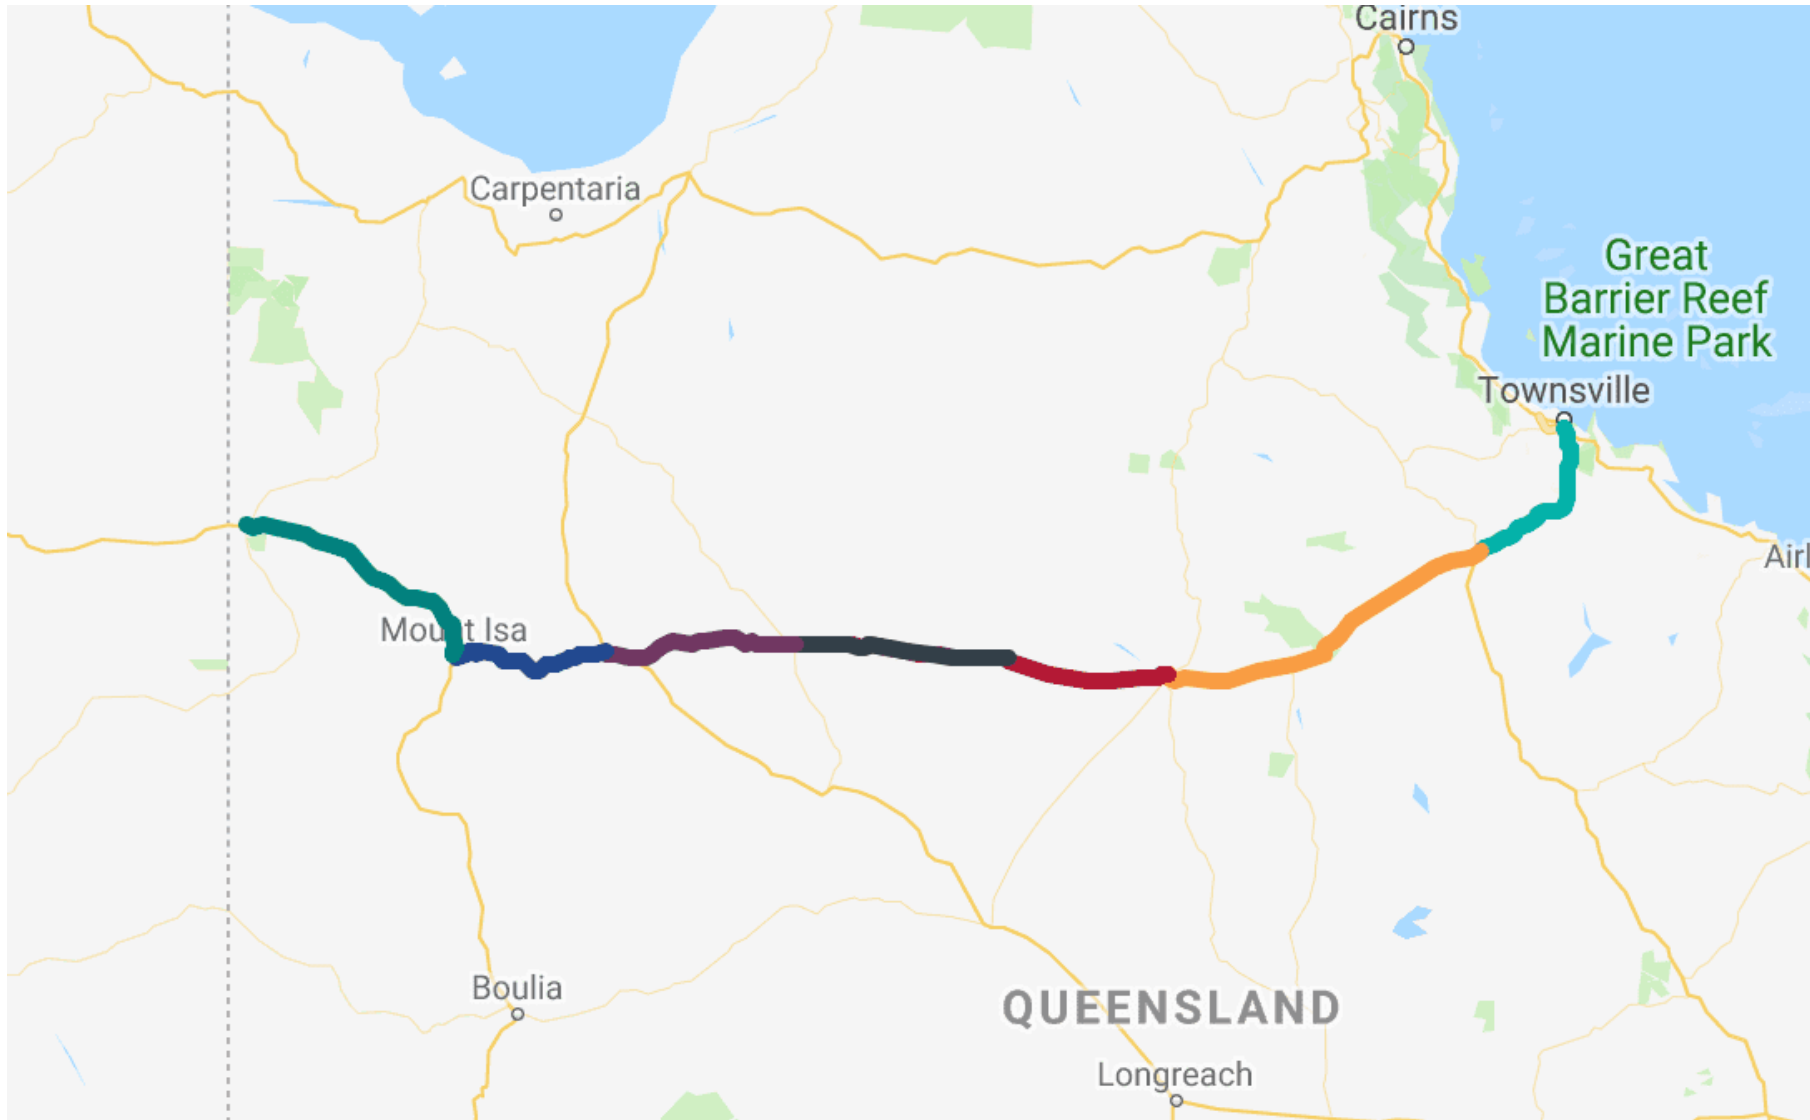 Cairns
Carpentaria
Great
Barrier Reef
Marine Park
Townsville
Airl
Mount Isa
Boulia
QUEENSLAND
Longreach